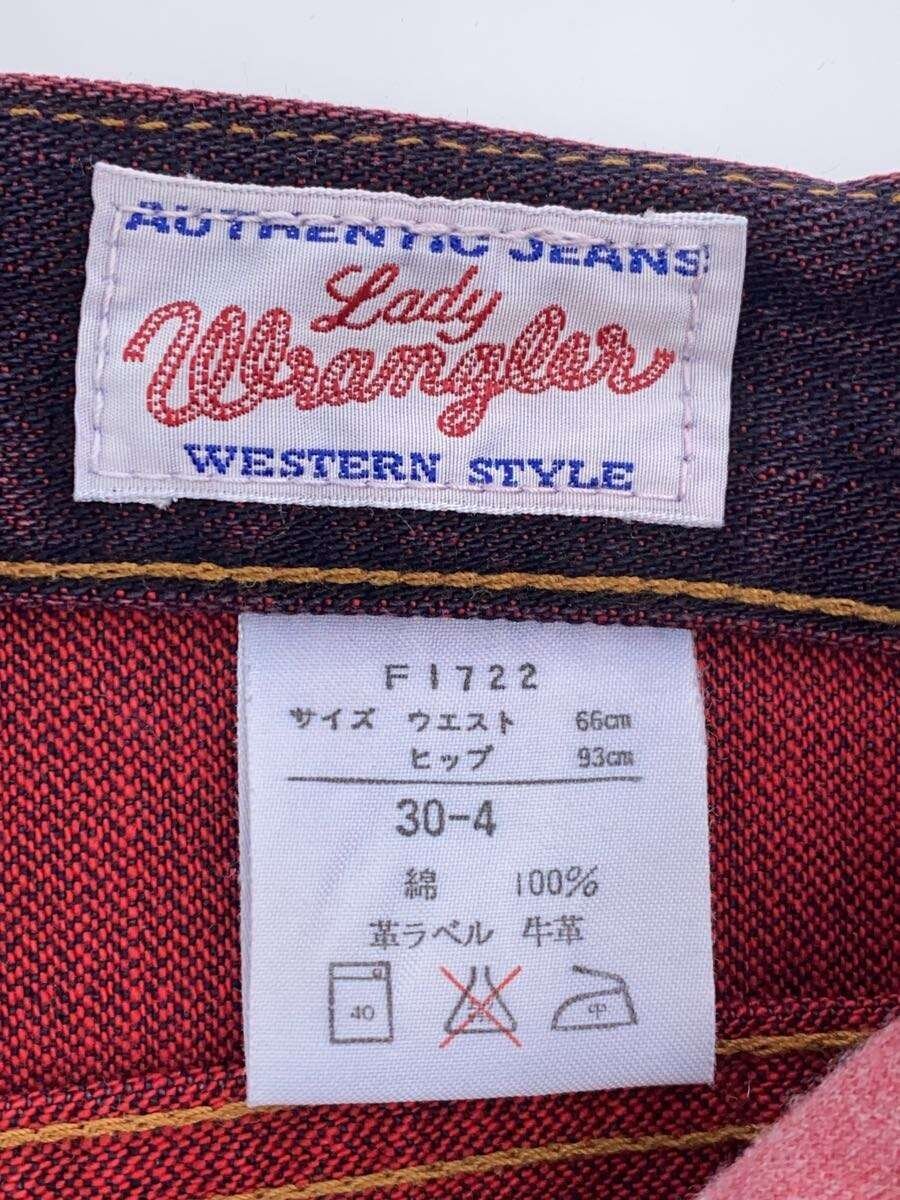 AUTHENTIC JEANS
Lady
Wrangler
WESTERN STYLE
F1722
サイズ ウエスト 66cm
ヒップ 93cm
30-4
綿 100%
革ラベル 牛革
40
中